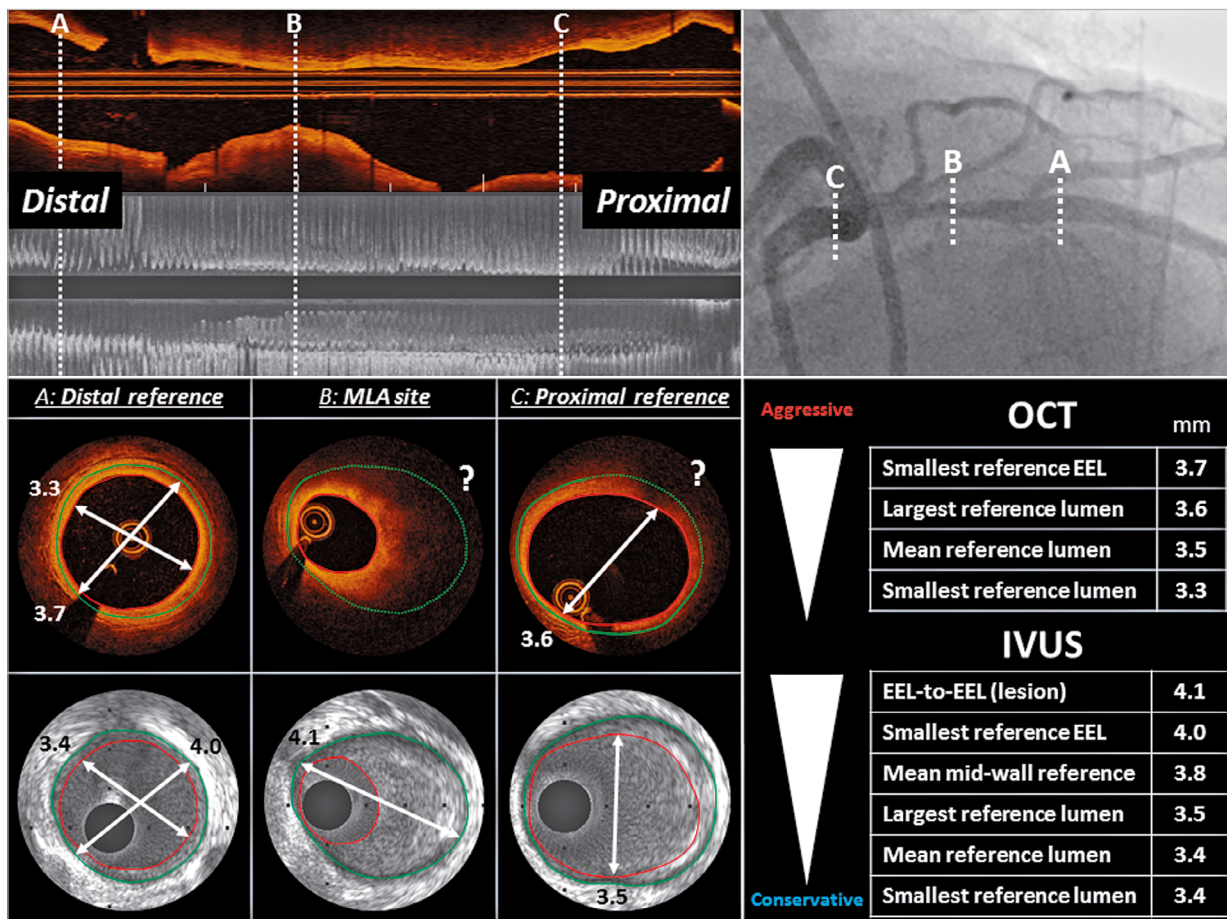 A B C
Distal Proximal
C B A
A: Distal reference
B: MLA site
C: Proximal reference
3.3
3.7
?
?
3.6
3.4
4.0
4.1
3.5
Aggressive
OCT
mm
Smallest reference EEL 3.7
Largest reference lumen 3.6
Mean reference lumen 3.5
Smallest reference lumen 3.3
IVUS
EEL-to-EEL (lesion) 4.1
Smallest reference EEL 4.0
Mean mid-wall reference 3.8
Largest reference lumen 3.5
Mean reference lumen 3.4
Smallest reference lumen 3.4
Conservative